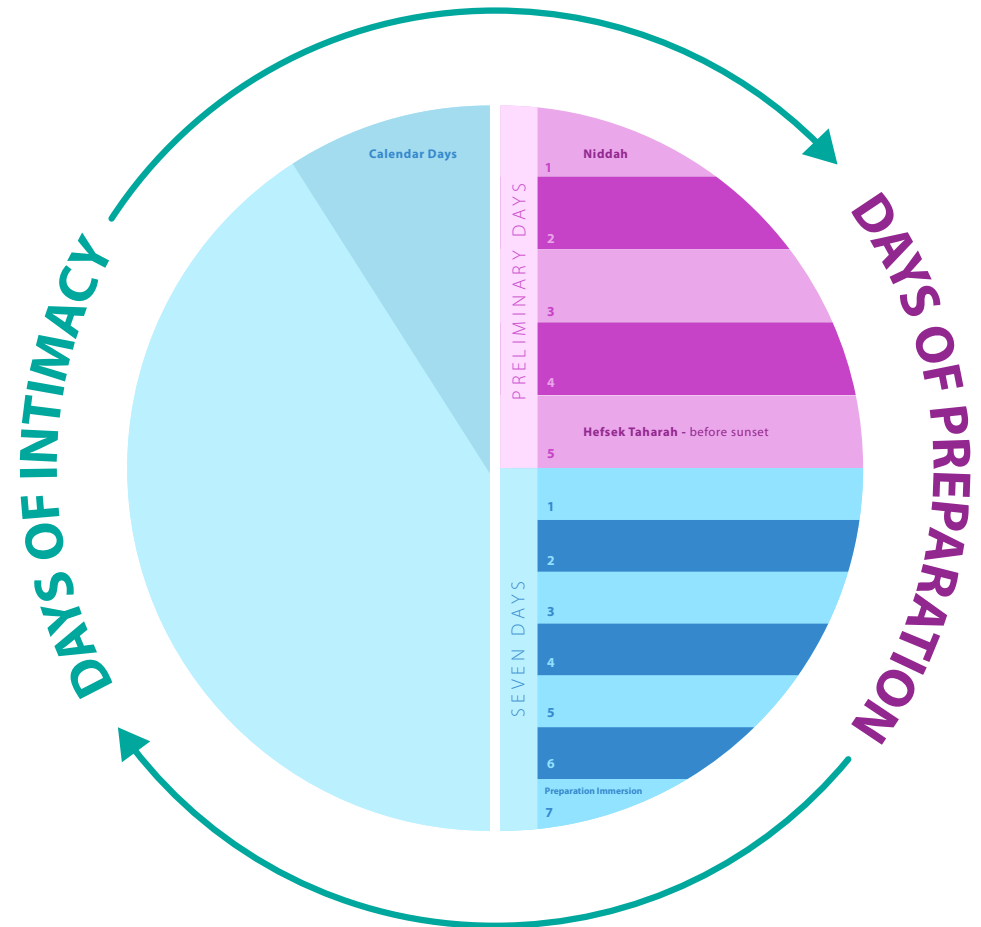 DAYS OF INTIMACY
Calendar Days
PRELIMINARY DAYS
1
Niddah
2
3
4
Hefsek Taharah - before sunset
5
SEVEN DAYS
1
2
3
4
5
6
Preparation Immersion
7
DAYS OF PREPARATION